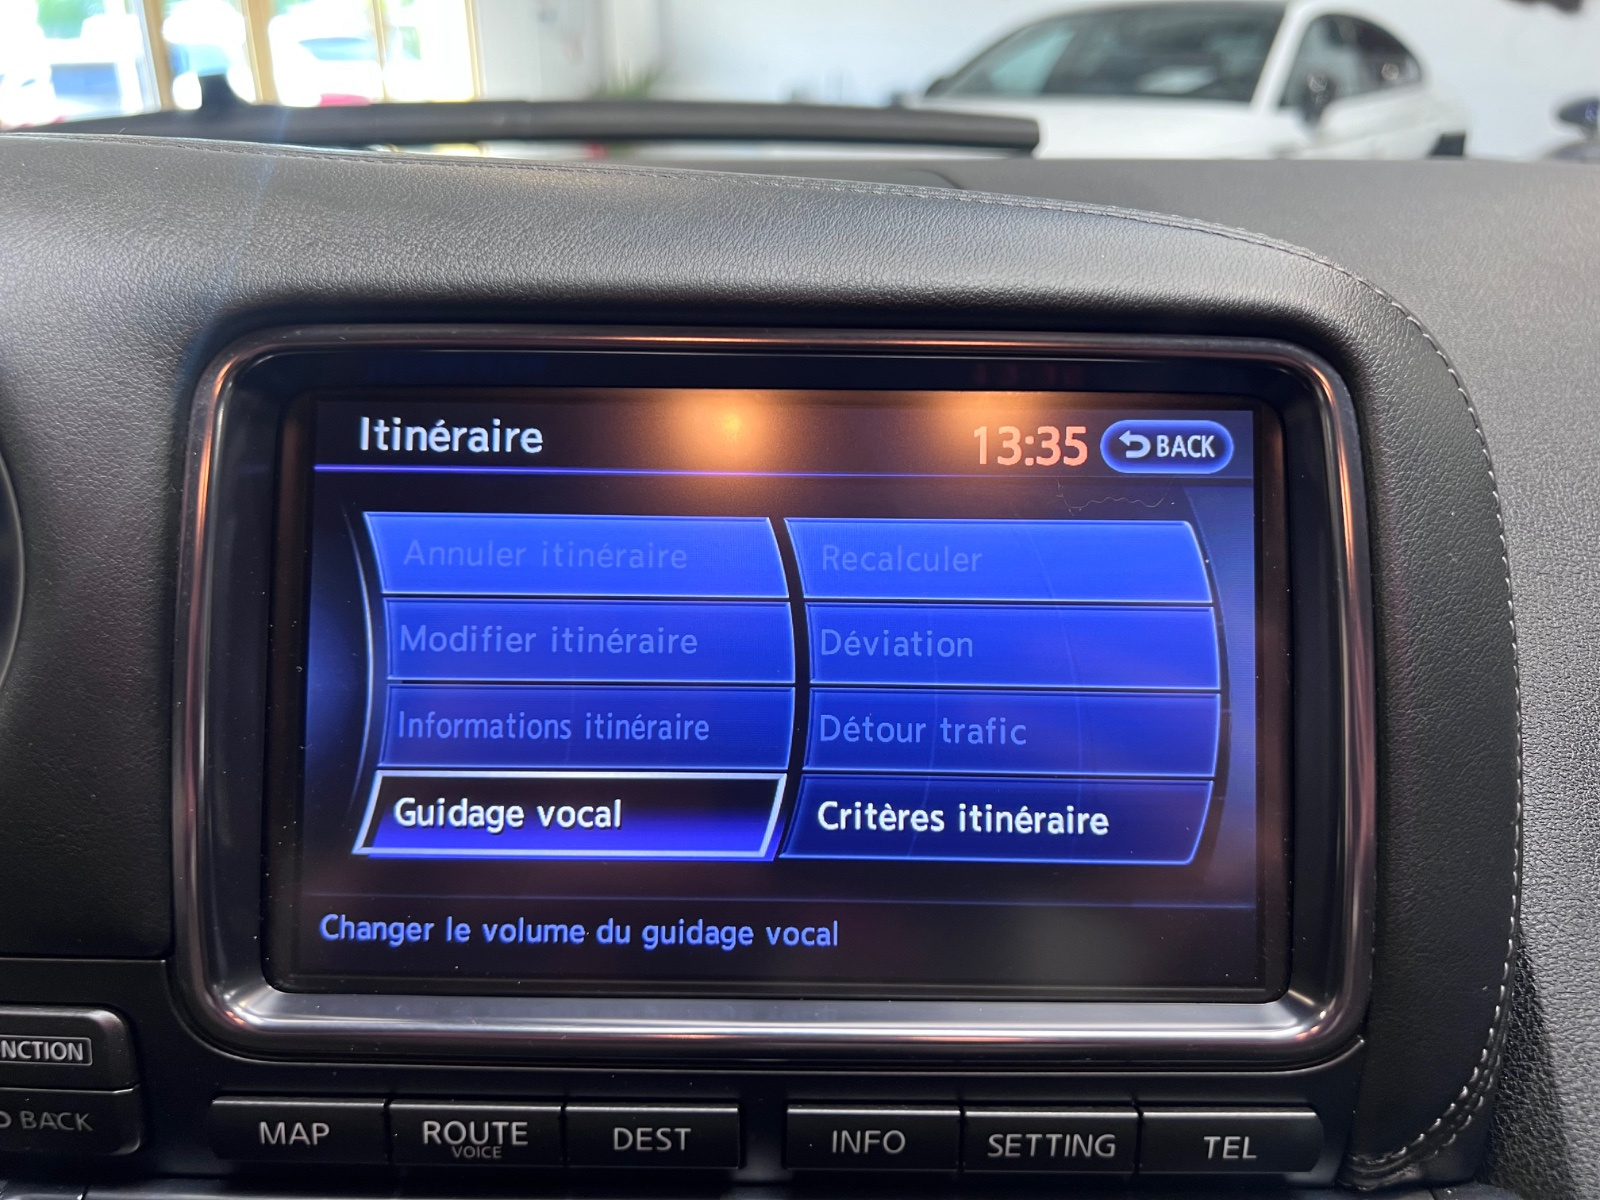 Itinéraire
13:35
BACK
Annuler itinéraire
Recalculer
Modifier itinéraire
Déviation
Informations itinéraire
Détour trafic
Guidage vocal
Critères itinéraire
Changer le volume du guidage vocal
BACK
MAP
ROUTE
VOICE
DEST
INFO
SETTING
TEL